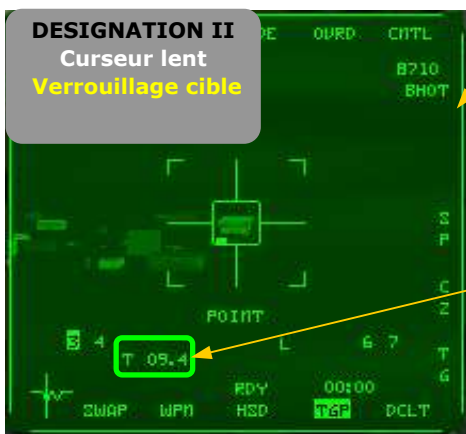 DESIGNATION II
Curseur lent
Verrouillage cible
DE OVRD CNTL
8710
BHOT
S
P
C
Z
POINT
3 4 L 6 7
T 09.4
T
G
RDY 00:00
SWAP WPN HSD TGP DCLT